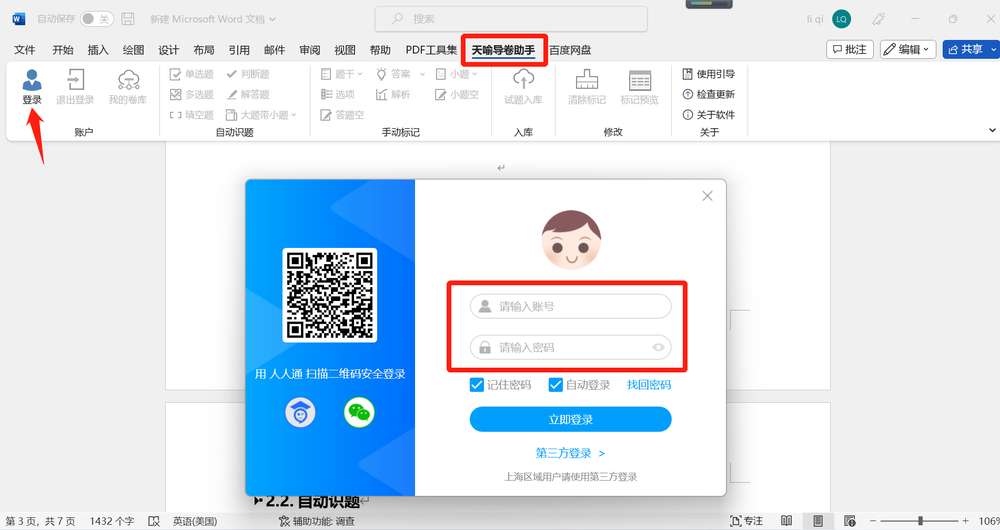 自动保存 关 新建 Microsoft Word 文档 搜索 li qi LQ
文件 开始 插入 绘图 设计 布局 引用 邮件 审阅 视图 帮助 PDF工具集 天喻导卷助手 百度网盘 批注 编辑 共享
登录 退出登录 我的卷库
账户
单选题 判断题
多选题 解答题
填空题 大题带小题
自动识题
题干 答案 小题
选项 解析 小题空
答题空
手动标记
试题入库
入库
清除标记 标记预览
修改
使用引导
检查更新
关于软件
关于
用 人人通 扫描二维码安全登录
请输入账号
请输入密码
记住密码 自动登录 找回密码
立即登录
第三方登录 >
上海区域用户请使用第三方登录
2.2. 自动识题
第 3 页，共 7 页 1432 个字 英语(美国) 辅助功能: 调查 专注 106%